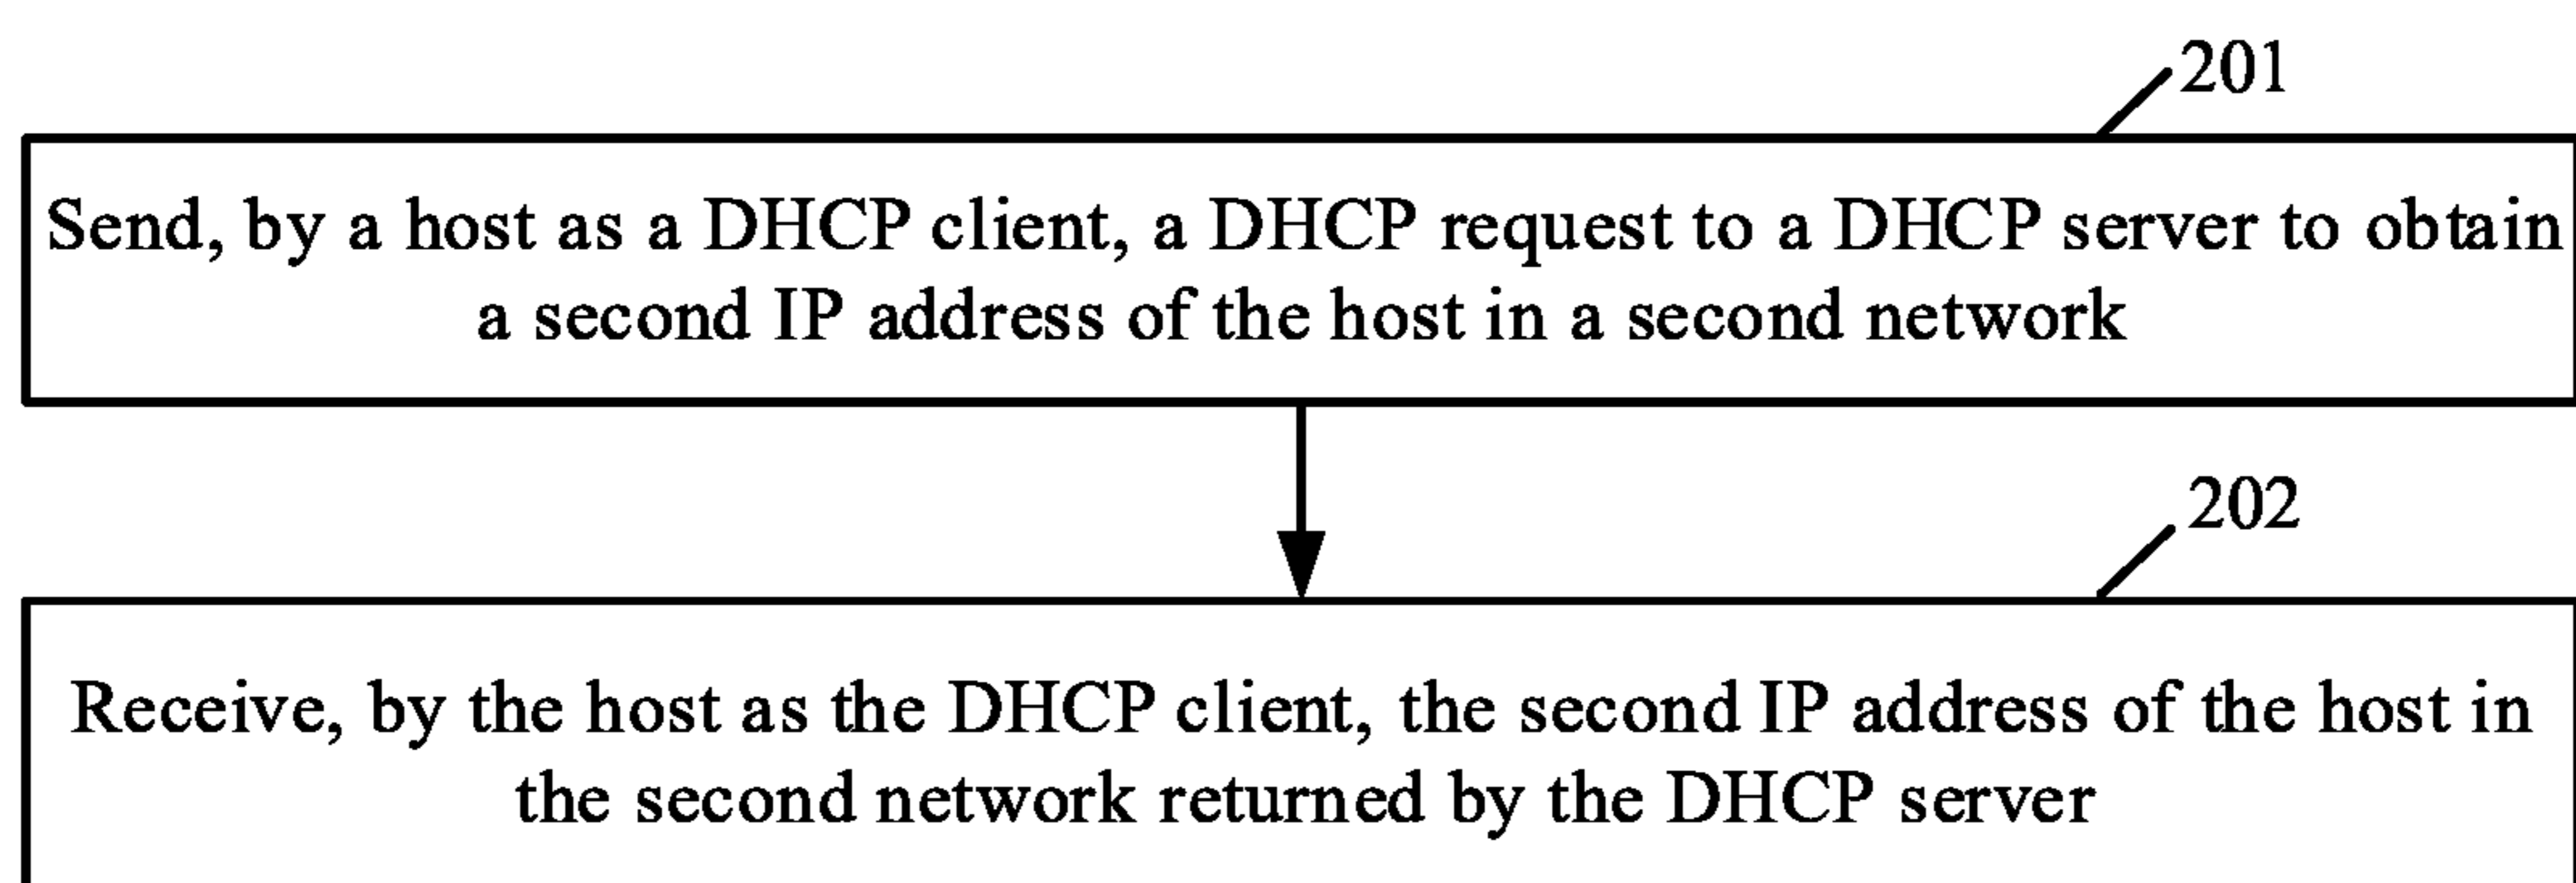 201
Send, by a host as a DHCP client, a DHCP request to a DHCP server to obtain
a second IP address of the host in a second network
202
Receive, by the host as the DHCP client, the second IP address of the host in
the second network returned by the DHCP server